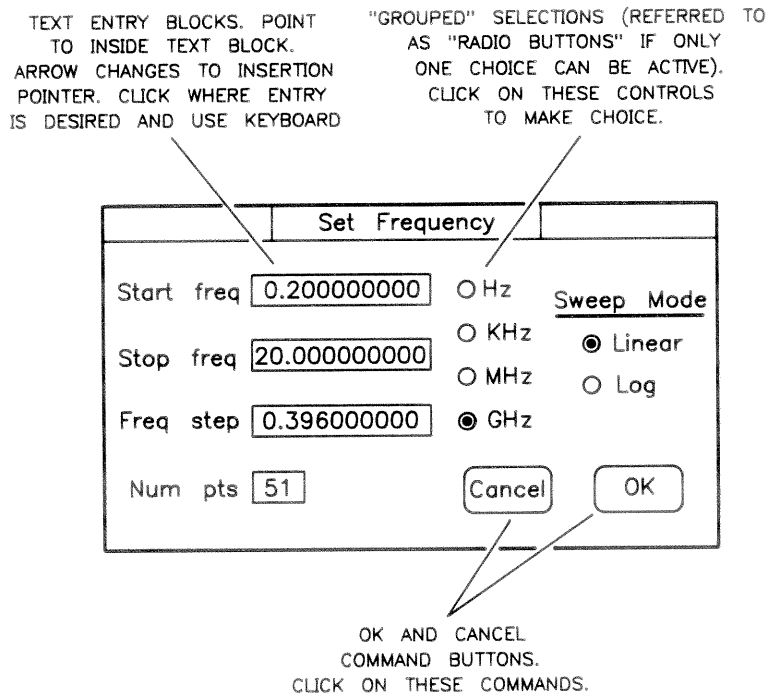 TEXT ENTRY BLOCKS. POINT
TO INSIDE TEXT BLOCK.
ARROW CHANGES TO INSERTION
POINTER. CLICK WHERE ENTRY
IS DESIRED AND USE KEYBOARD
"GROUPED" SELECTIONS (REFERRED TO
AS "RADIO BUTTONS" IF ONLY
ONE CHOICE CAN BE ACTIVE).
CLICK ON THESE CONTROLS
TO MAKE CHOICE.
Set Frequency
Start freq 0.200000000
Stop freq 20.000000000
Freq step 0.396000000
Num pts 51
Hz
KHz
MHz
GHz
Sweep Mode
Linear
Log
Cancel
OK
OK AND CANCEL
COMMAND BUTTONS.
CLICK ON THESE COMMANDS.